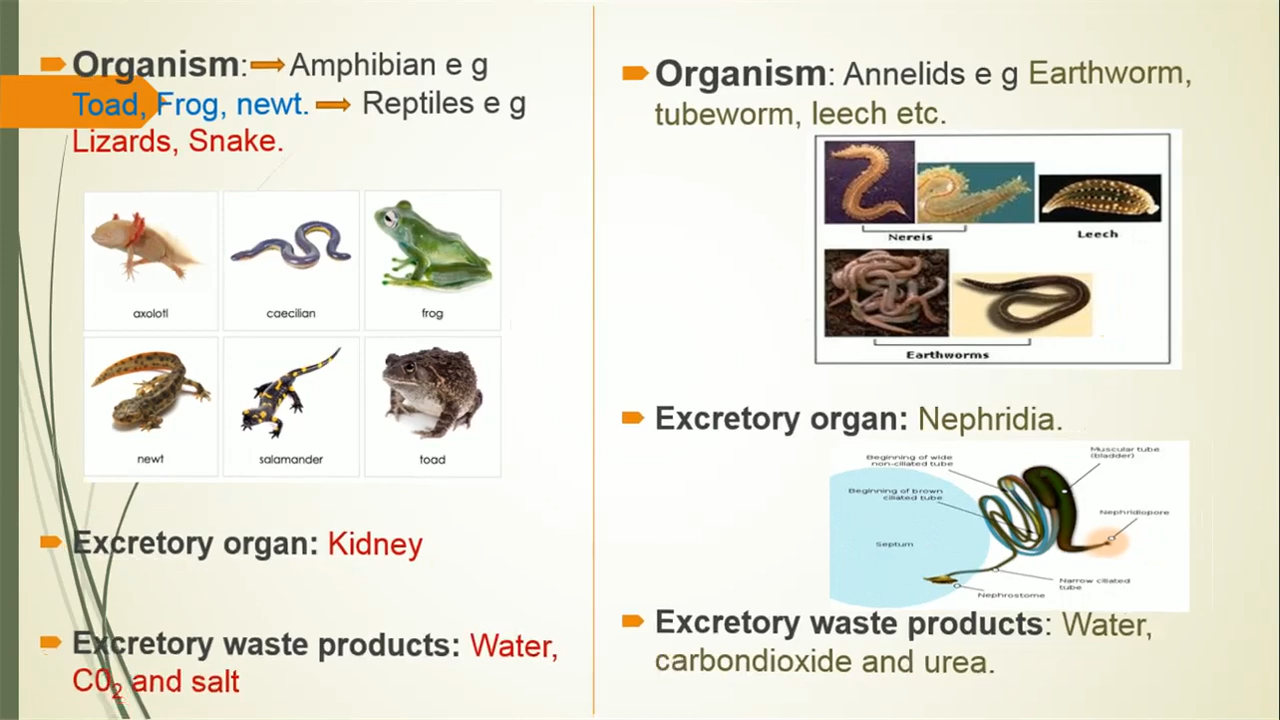 Organism: Amphibian e g
Toad, Frog, newt. Reptiles e g
Lizards, Snake.
axolotl
caecilian
frog
newt
salamander
toad
Excretory organ: Kidney
Excretory waste products: Water,
C0₂ and salt
Organism: Annelids e g Earthworm,
tubeworm, leech etc.
Nereis
Leech
Earthworms
Excretory organ: Nephridia.
Beginning of wide
non-ciliated tube
Muscular tube
(bladder)
Beginning of brown
ciliated tube
Nephridiopore
Septum
Narrow ciliated
tube
Nephrostome
Excretory waste products: Water,
carbondioxide and urea.